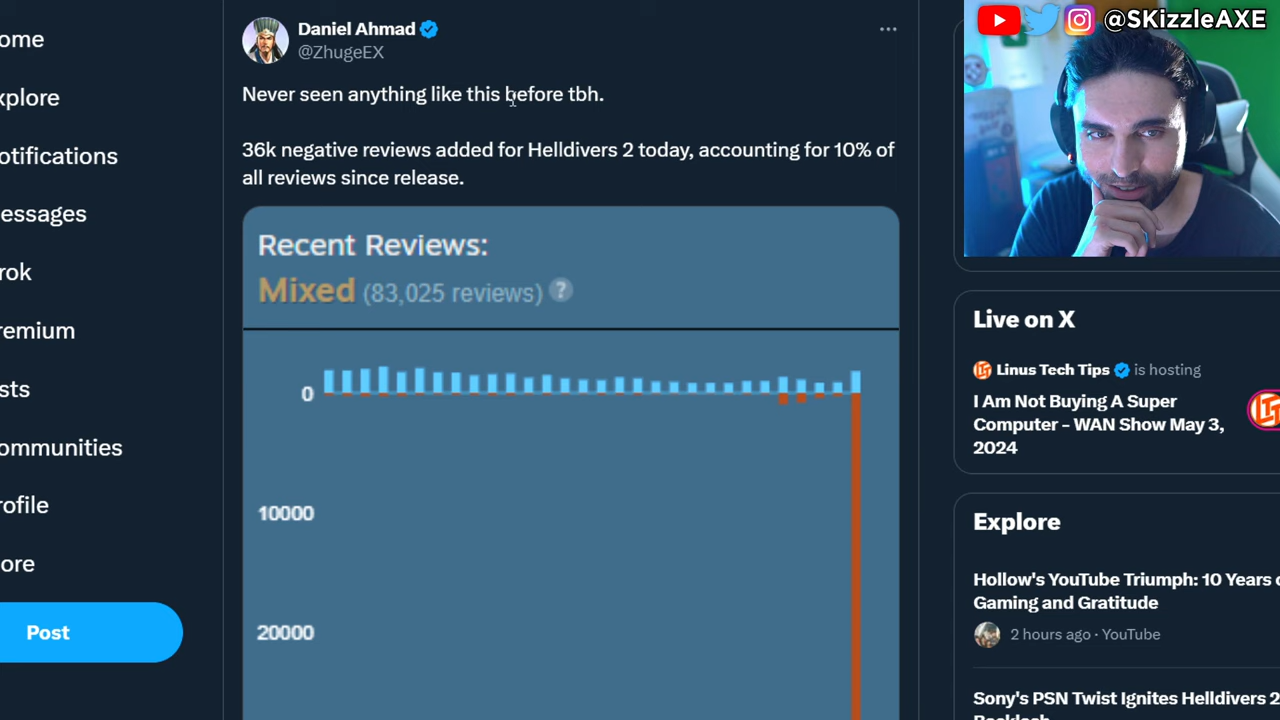 @SKizzleAXE
ome
xplore
otifications
essages
rok
remium
sts
ommunities
rofile
ore
Post
Daniel Ahmad
@ZhugeEX
Never seen anything like this before tbh.
36k negative reviews added for Helldivers 2 today, accounting for 10% of
all reviews since release.
Recent Reviews:
Mixed (83,025 reviews) ?
0
10000
20000
Live on X
Linus Tech Tips is hosting
I Am Not Buying A Super
Computer - WAN Show May 3,
2024
Explore
Hollow's YouTube Triumph: 10 Years o
Gaming and Gratitude
2 hours ago · YouTube
Sony's PSN Twist Ignites Helldivers 2
Backlash